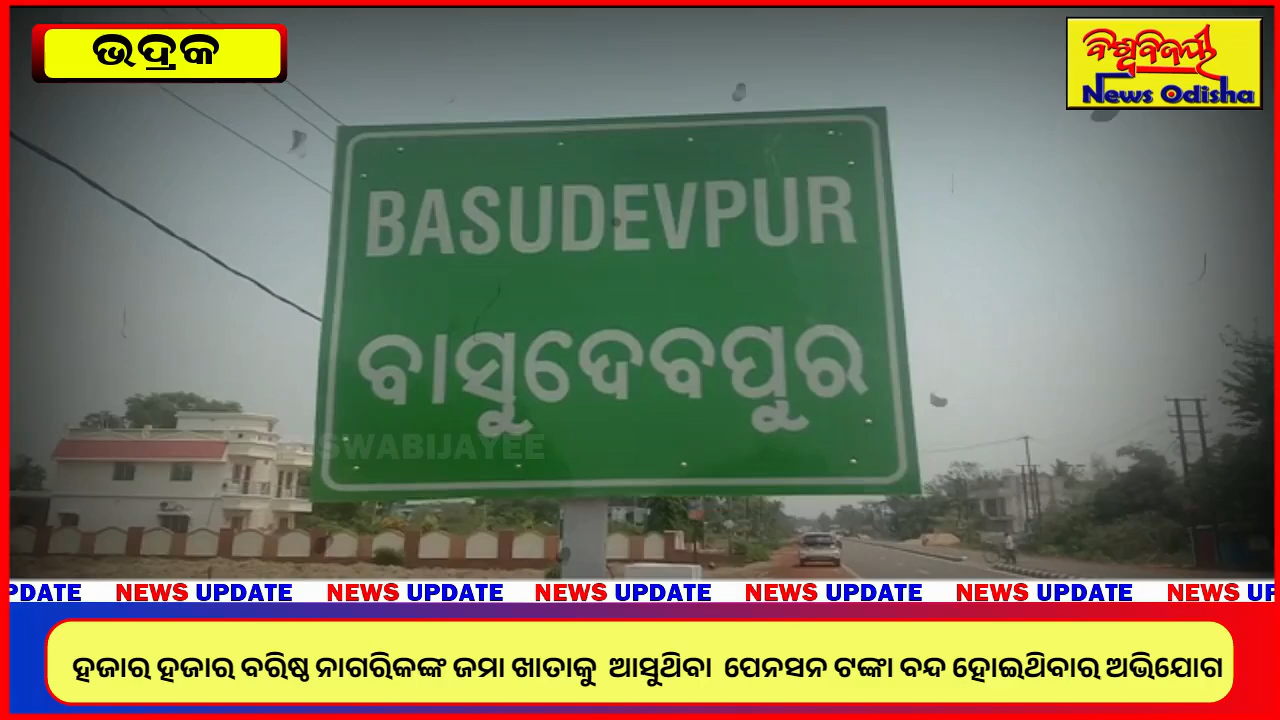 ଭଦ୍ରକ
ବିଶ୍ୱବିଜୟୀ
News Odisha
BASUDEVPUR
ବାସୁଦେବପୁର
SWABIJAYEE
PDATE NEWS UPDATE NEWS UPDATE NEWS UPDATE NEWS UPDATE NEWS UPDATE NEWS UP
ହଜାର ହଜାର ବରିଷ୍ଠ ନାଗରିକଙ୍କ ଜମା ଖାତାକୁ ଆସୁଥିବା ପେନସନ ଟଙ୍କା ବନ୍ଦ ହୋଇଥିବାର ଅଭିଯୋଗ